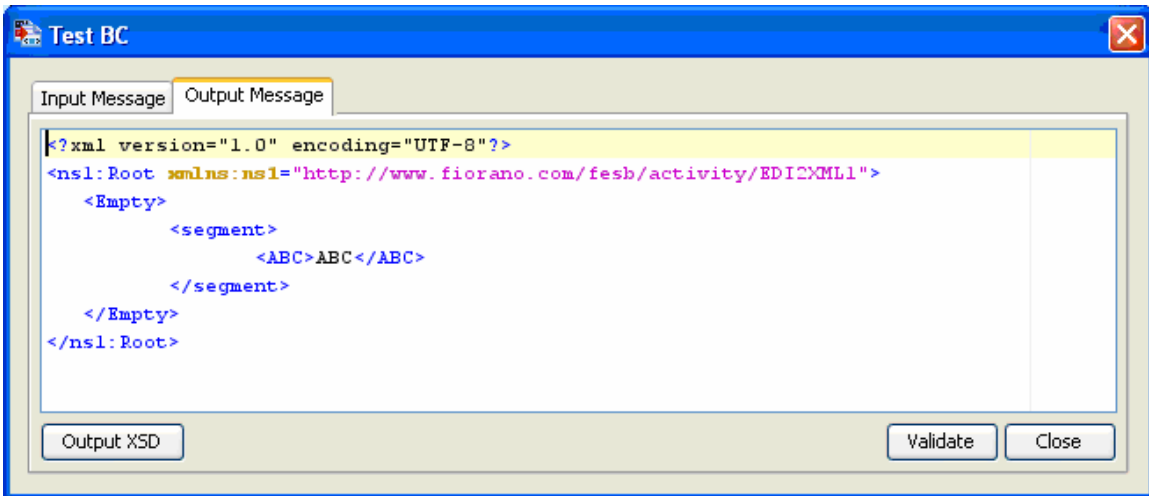 Test BC
Input Message Output Message
<?xml version="1.0" encoding="UTF-8"?>
<ns1:Root xmlns:ns1="http://www.fiorano.com/fesb/activity/EDI2XML1">
<Empty>
<segment>
<ABC>ABC</ABC>
</segment>
</Empty>
</ns1:Root>
Output XSD Validate Close